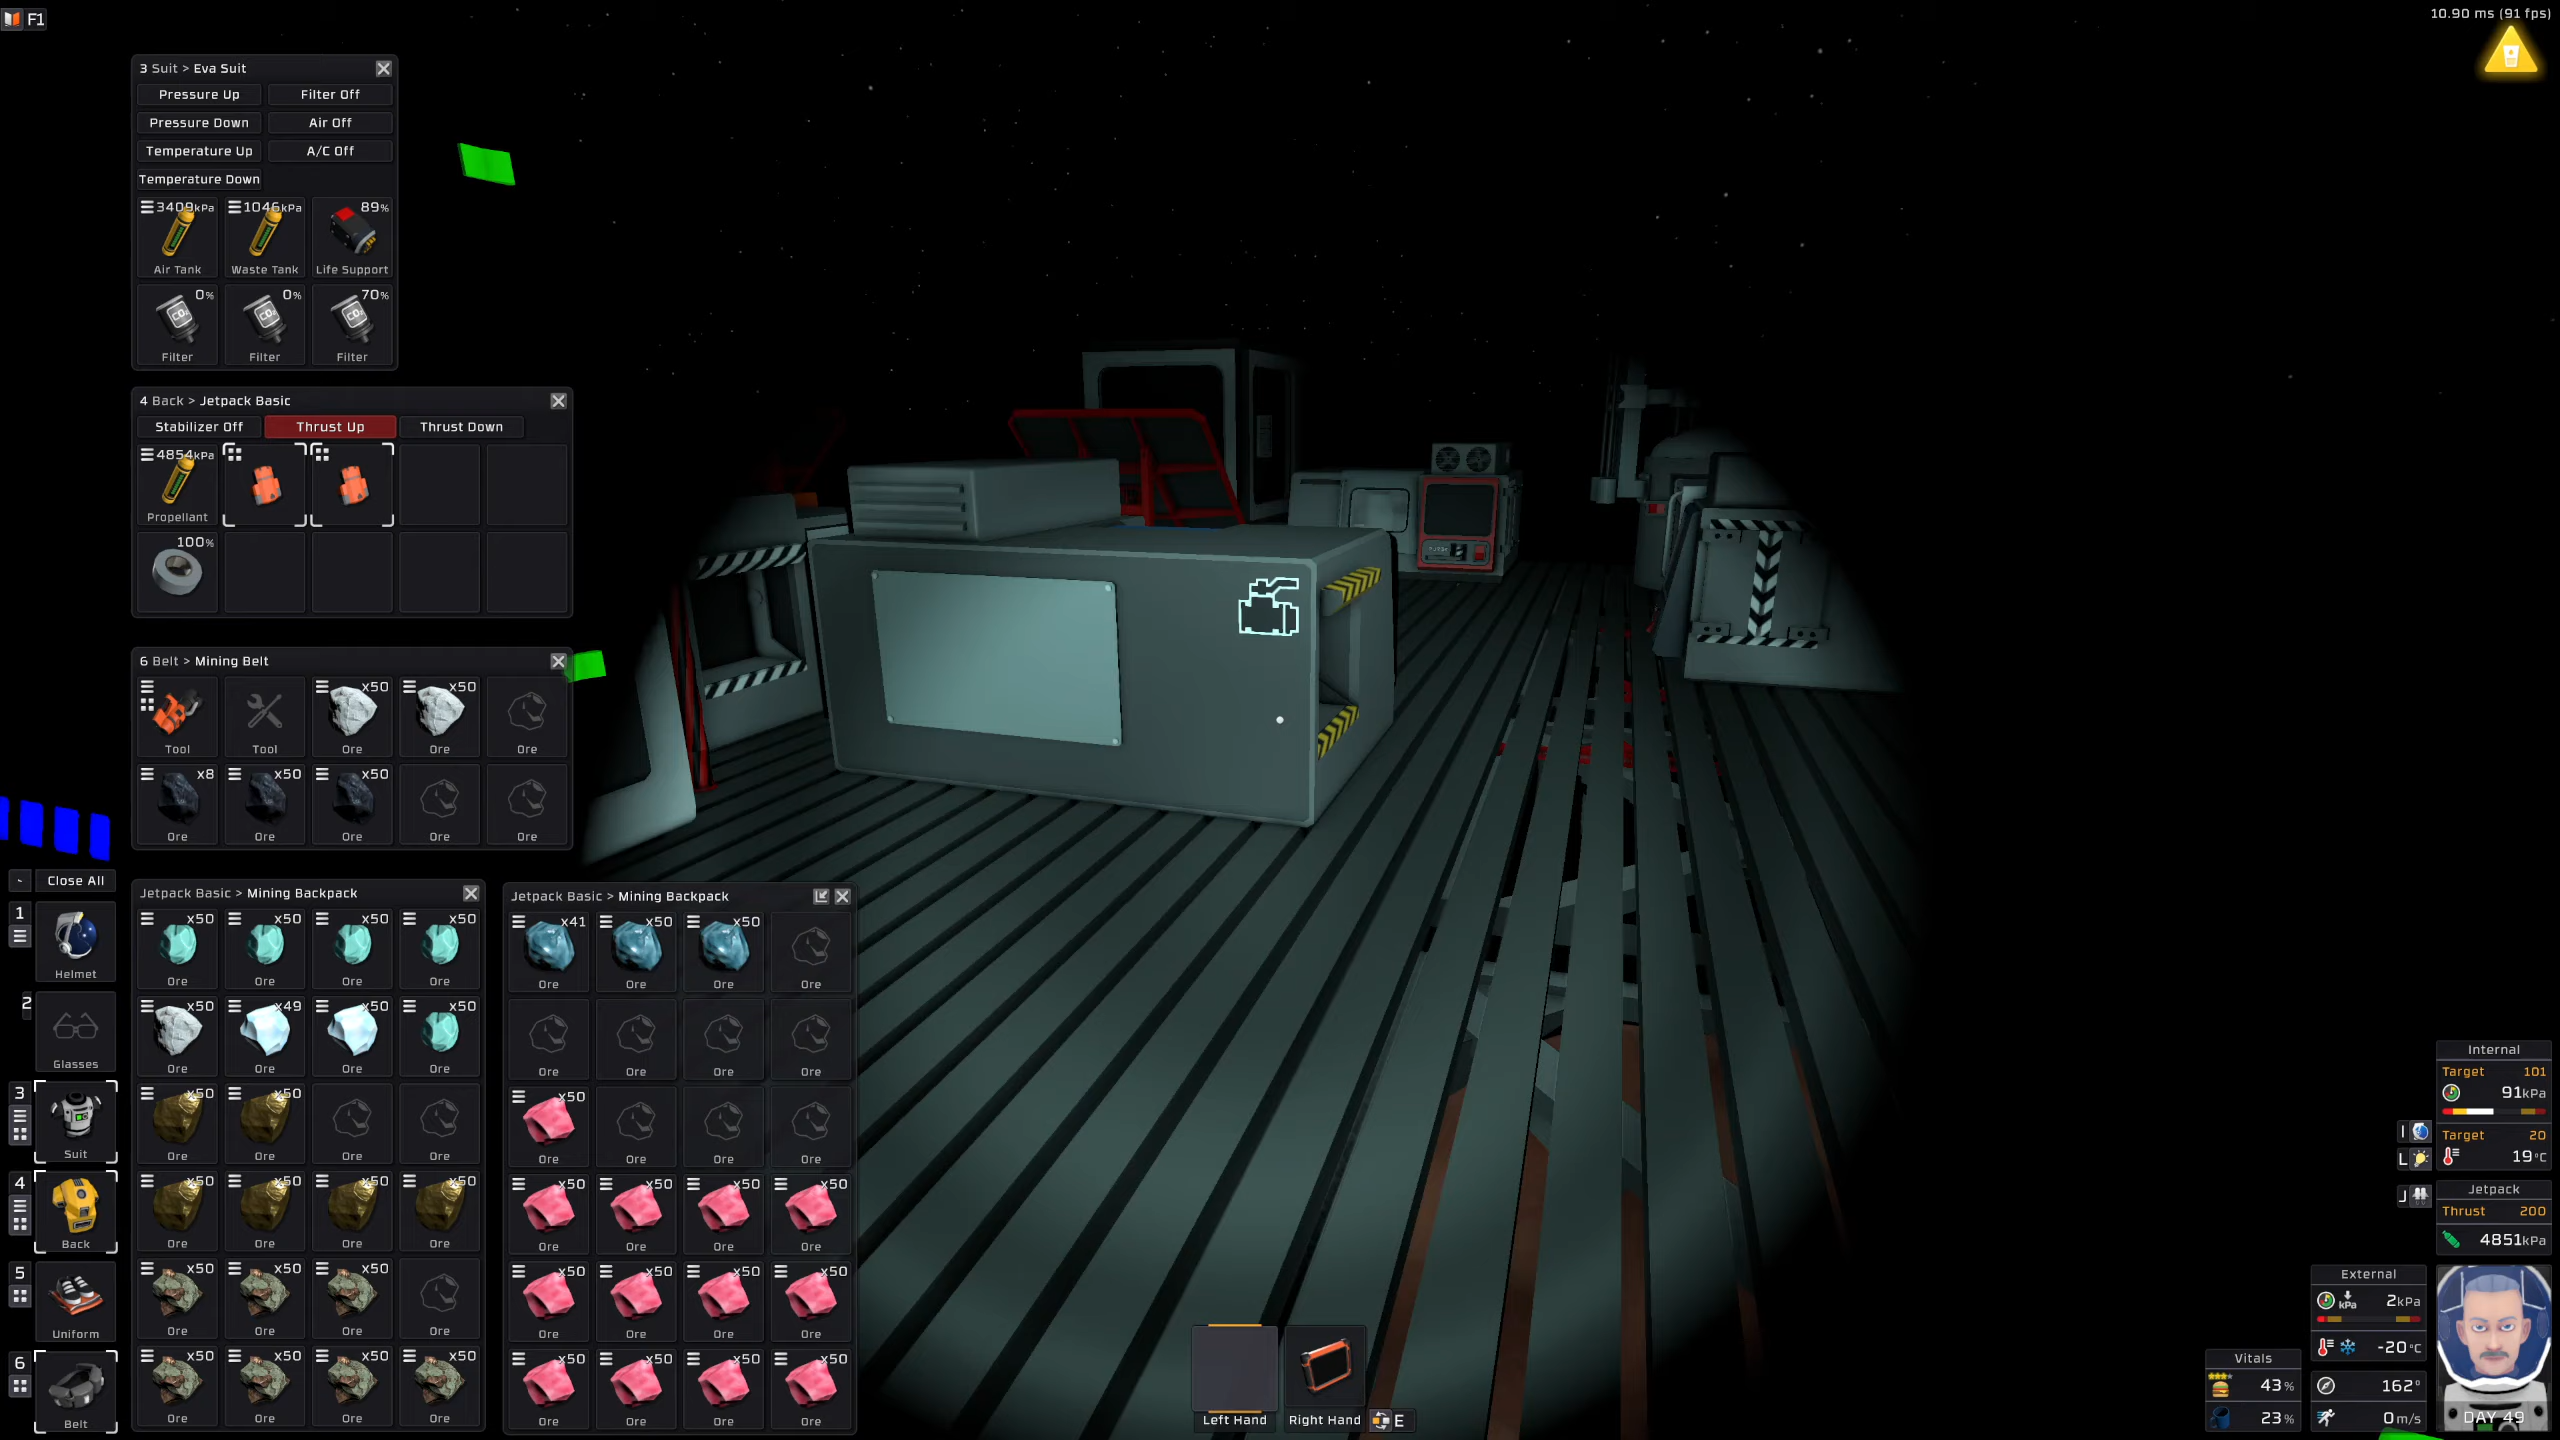 F1
10.90 ms (91 fps)
3 Suit > Eva Suit
Pressure Up
Filter Off
Pressure Down
Air Off
Temperature Up
A/C Off
Temperature Down
3409kPa
1046kPa
89%
Air Tank
Waste Tank
Life Support
0%
0%
70%
CO₂
CO₂
CO₂
Filter
Filter
Filter
4 Back > Jetpack Basic
Stabilizer Off
Thrust Up
Thrust Down
4854kPa
Propellant
100%
6 Belt > Mining Belt
x50
x50
Tool
Tool
Ore
Ore
Ore
x8
x50
x50
Ore
Ore
Ore
Ore
Ore
~
Close All
1
Helmet
2
Glasses
3
Suit
4
Back
5
Uniform
6
Belt
Jetpack Basic > Mining Backpack
x50
x50
x50
x50
Ore
Ore
Ore
Ore
x50
x49
x50
x50
Ore
Ore
Ore
Ore
x50
x50
Ore
Ore
Ore
Ore
x50
x50
x50
x50
Ore
Ore
Ore
Ore
x50
x50
x50
Ore
Ore
Ore
Ore
x50
x50
x50
x50
Ore
Ore
Ore
Ore
Jetpack Basic > Mining Backpack
x41
x50
x50
Ore
Ore
Ore
Ore
Ore
Ore
Ore
Ore
x50
Ore
Ore
Ore
Ore
x50
x50
x50
x50
Ore
Ore
Ore
Ore
x50
x50
x50
x50
Ore
Ore
Ore
Ore
x50
x50
x50
x50
Ore
Ore
Ore
Ore
Left Hand
Right Hand
E
Internal
Target 101
91kPa
I
Target 20
L
19°C
J
Jetpack
Thrust 200
4851kPa
External
kPa
2kPa
-20°C
Vitals
43%
162°
23%
0m/s
DAY 49